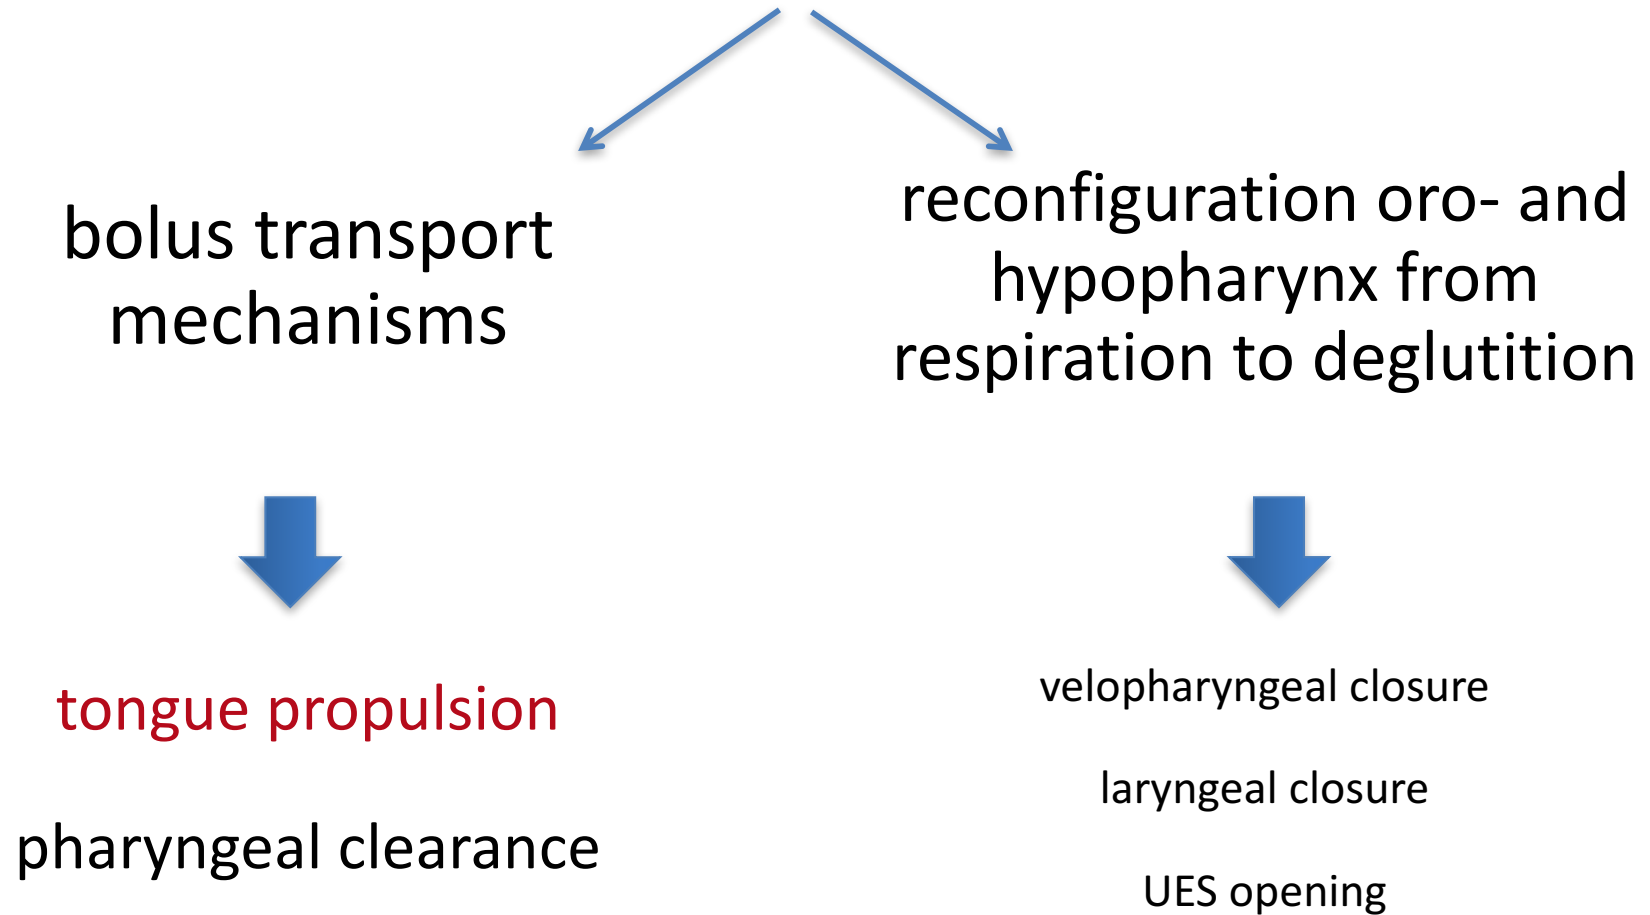 bolus transport
mechanisms
tongue propulsion
pharyngeal clearance
reconfiguration oro- and
hypopharynx from
respiration to deglutition
velopharyngeal closure
laryngeal closure
UES opening